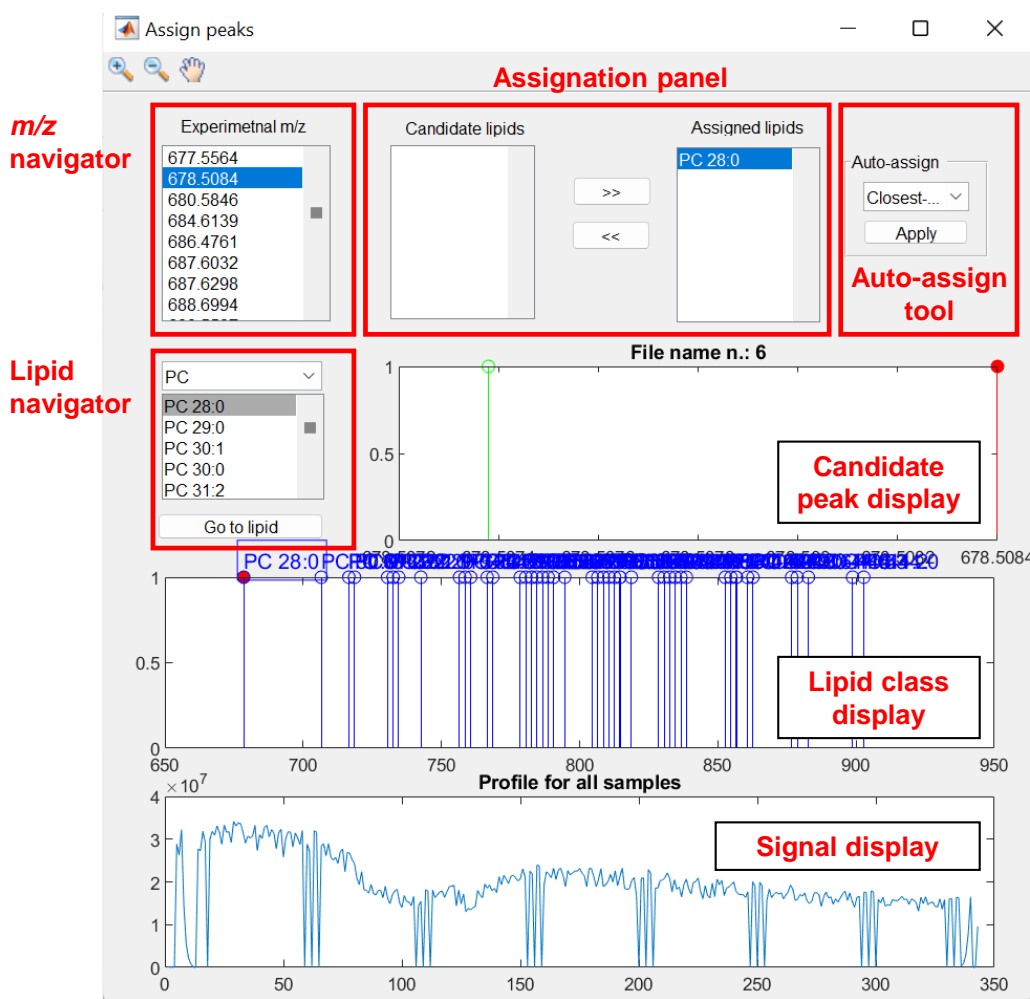 Assign peaks
Assignation panel
m/z
navigator
Experimetnal m/z
677.5564
678.5084
680.5846
684.6139
686.4761
687.6032
687.6298
688.6994
Candidate lipids
>>
<<
Assigned lipids
PC 28:0
Auto-assign
Closest-...
Apply
Auto-assign
tool
Lipid
navigator
PC
PC 28:0
PC 29:0
PC 30:1
PC 30:0
PC 31:2
Go to lipid
File name n.: 6
1
0.5
0
Candidate
peak display
678.5084
PC 28:0
1
0.5
0
650 700 750 800 850 900 950
Lipid class
display
Profile for all samples
× 10^7
4
3
2
1
0
0 50 100 150 200 250 300 350
Signal display